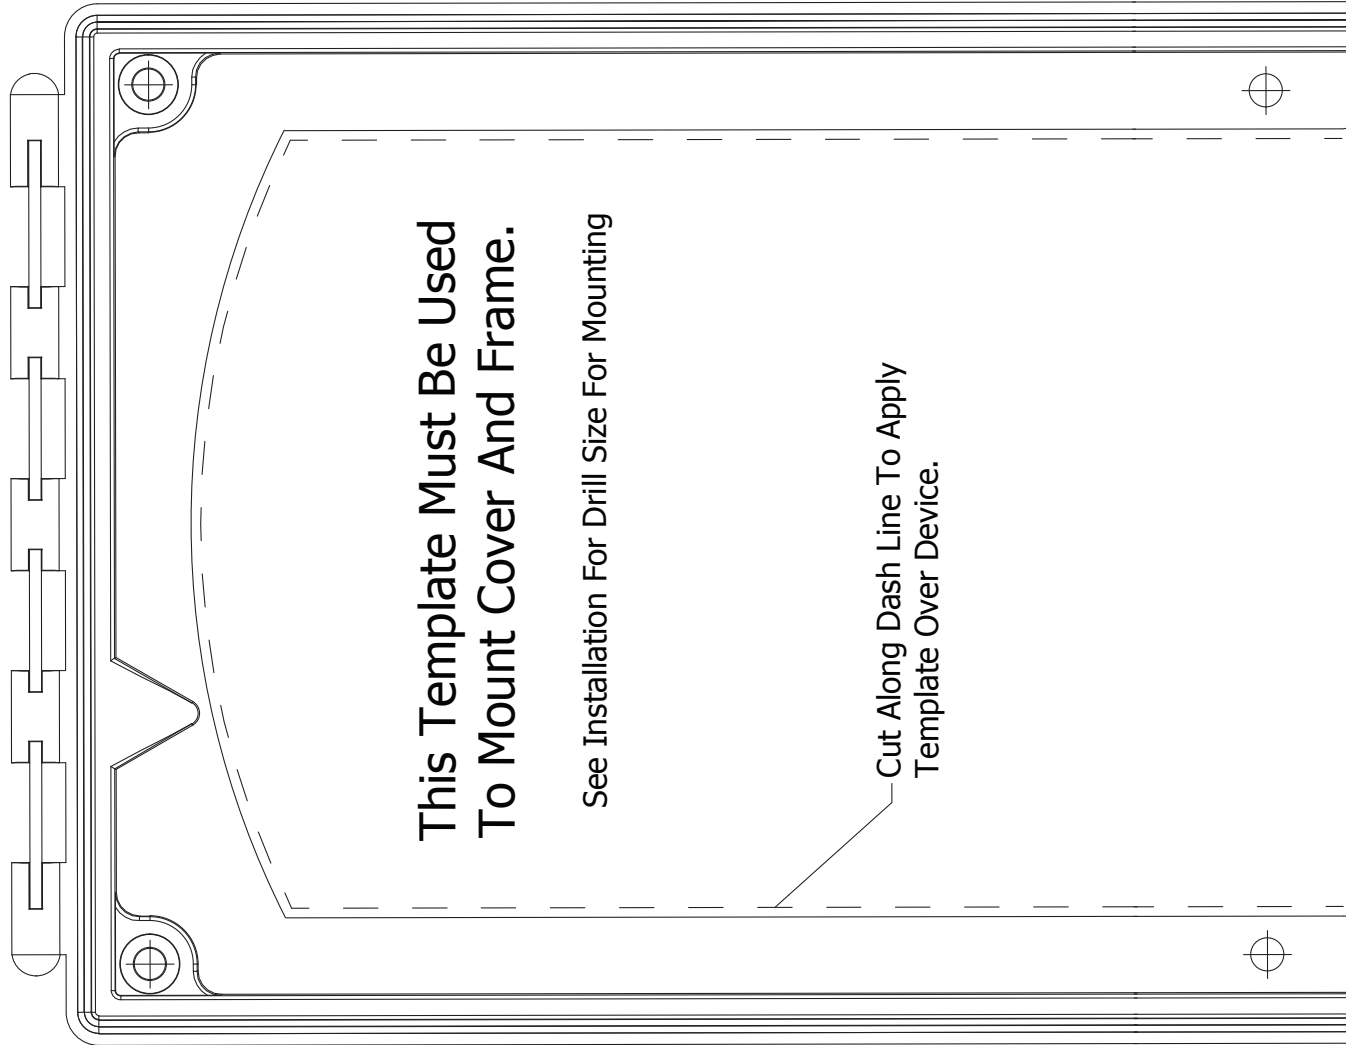 This Template Must Be Used
To Mount Cover And Frame.
See Installation For Drill Size For Mounting
Cut Along Dash Line To Apply
Template Over Device.